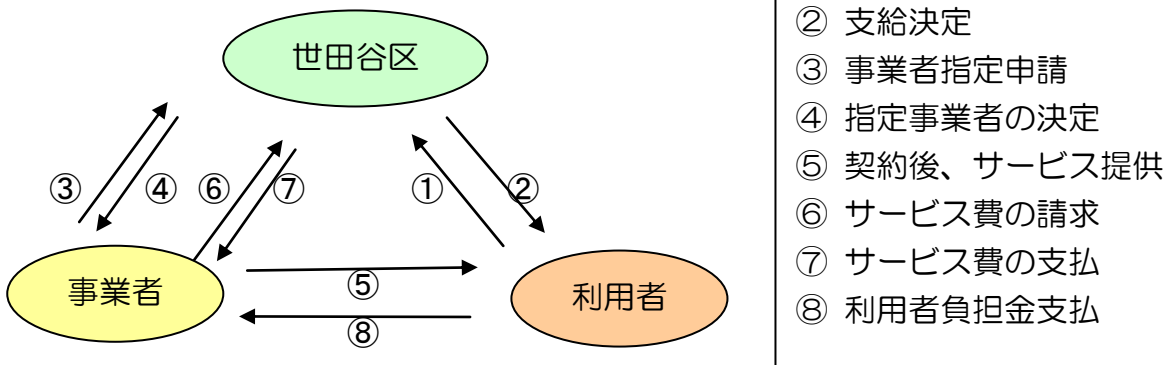 世田谷区
③
④
⑥
⑦
①
②
事業者
⑤
利用者
⑧
② 支給決定
③ 事業者指定申請
④ 指定事業者の決定
⑤ 契約後、サービス提供
⑥ サービス費の請求
⑦ サービス費の支払
⑧ 利用者負担金支払